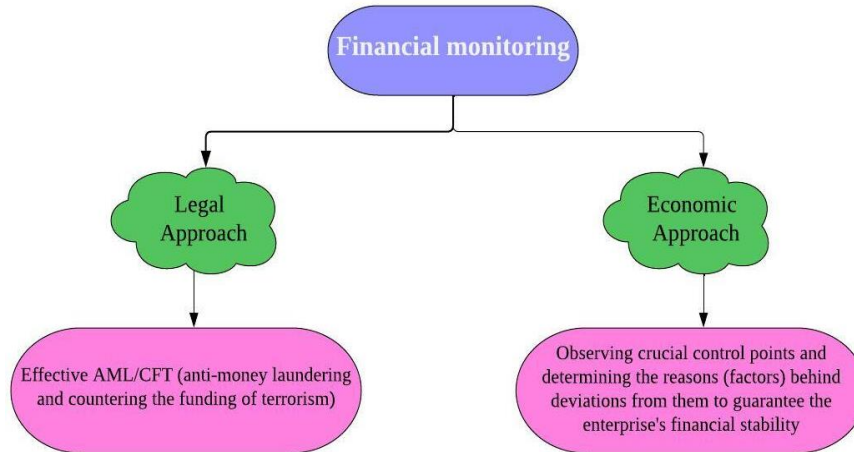 Financial monitoring
Legal
Approach
Economic
Approach
Effective AML/CFT (anti-money laundering
and countering the funding of terrorism)
Observing crucial control points and
determining the reasons (factors) behind
deviations from them to guarantee the
enterprise's financial stability